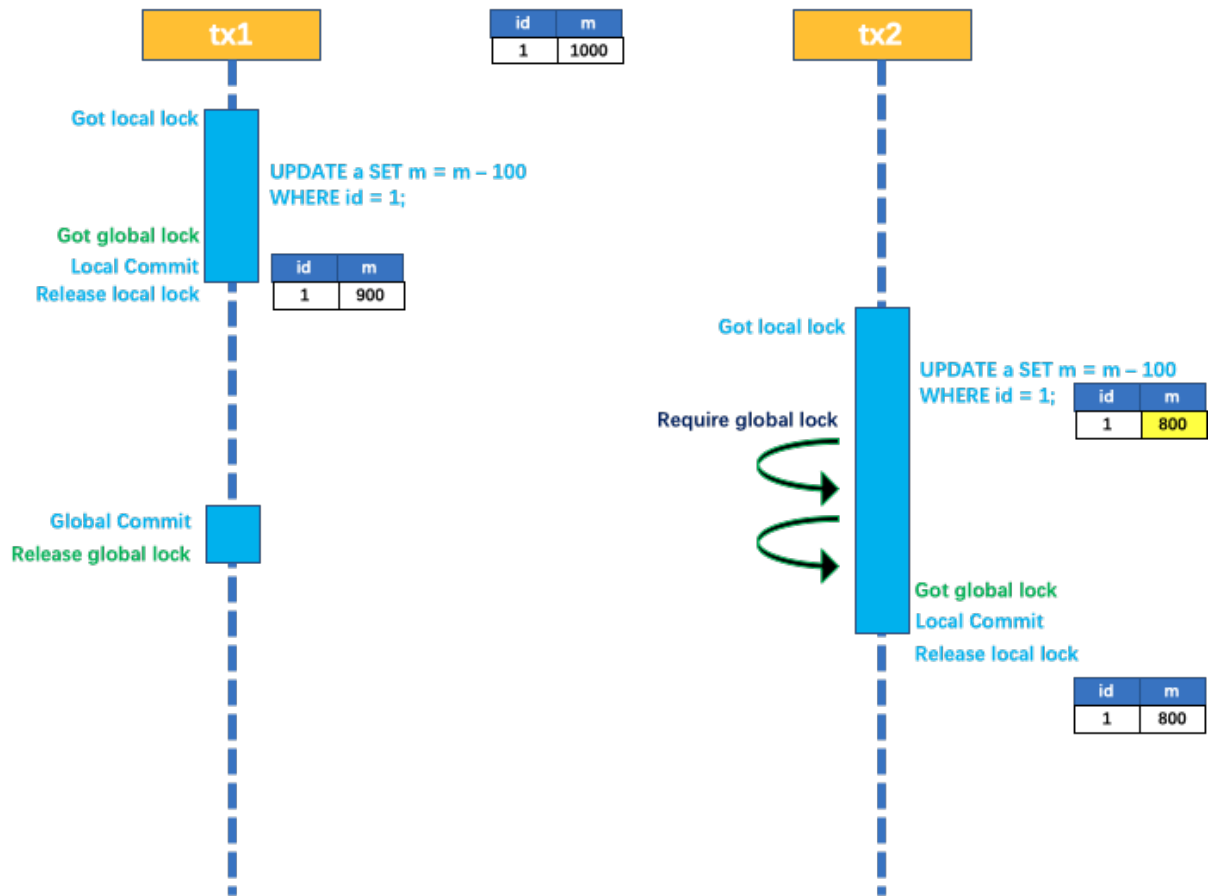 tx1
id m
1 1000
tx2
Got local lock
UPDATE a SET m = m – 100
WHERE id = 1;
Got global lock
Local Commit
Release local lock
id m
1 900
Got local lock
UPDATE a SET m = m – 100
WHERE id = 1;
id m
1 800
Require global lock
Global Commit
Release global lock
Got global lock
Local Commit
Release local lock
id m
1 800